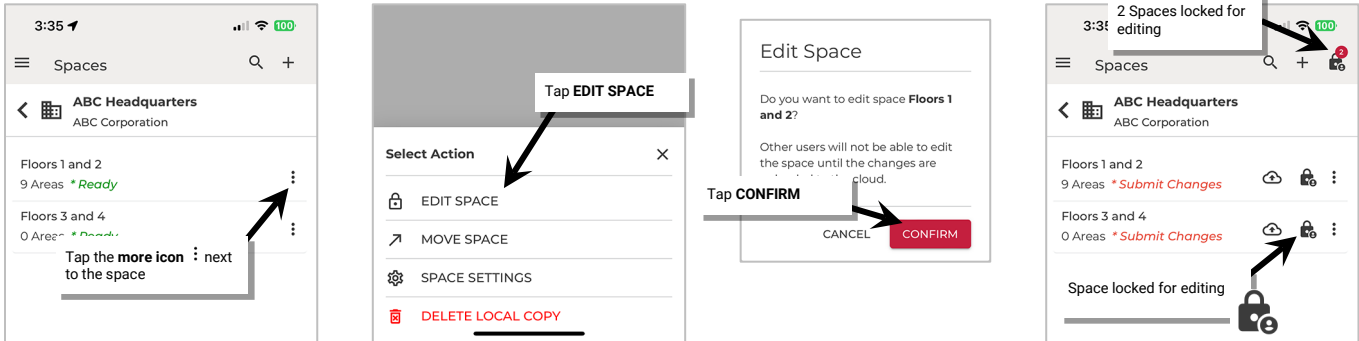 3:35
100
Spaces
ABC Headquarters
ABC Corporation
Floors 1 and 2
9 Areas * Ready
Floors 3 and 4
0 Areas * Ready
Tap the more icon ⋮ next
to the space
Tap EDIT SPACE
Select Action
EDIT SPACE
MOVE SPACE
SPACE SETTINGS
DELETE LOCAL COPY
Edit Space
Do you want to edit space Floors 1
and 2?
Other users will not be able to edit
the space until the changes are
cloud.
Tap CONFIRM
CANCEL
CONFIRM
2 Spaces locked for
editing
3:35
100
2
Spaces
ABC Headquarters
ABC Corporation
Floors 1 and 2
9 Areas * Submit Changes
Floors 3 and 4
0 Areas * Submit Changes
Space locked for editing